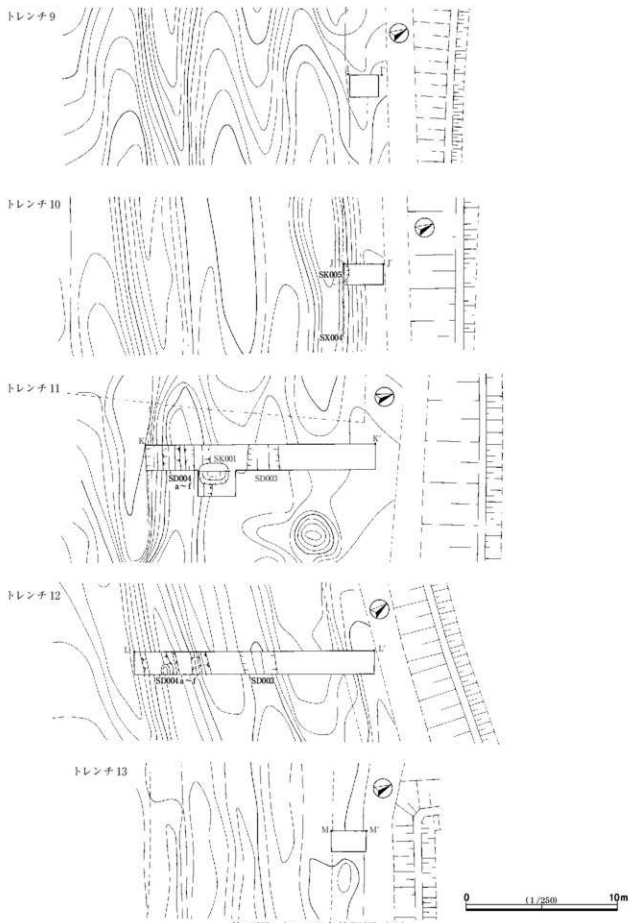 トレンチ9
トレンチ10
J J'
SK005
SX004
トレンチ11
K K'
SK001
SD004
a～f
SD003
トレンチ12
L L'
SD004a～f
SD003
トレンチ13
M M'
0 (1/250) 10m